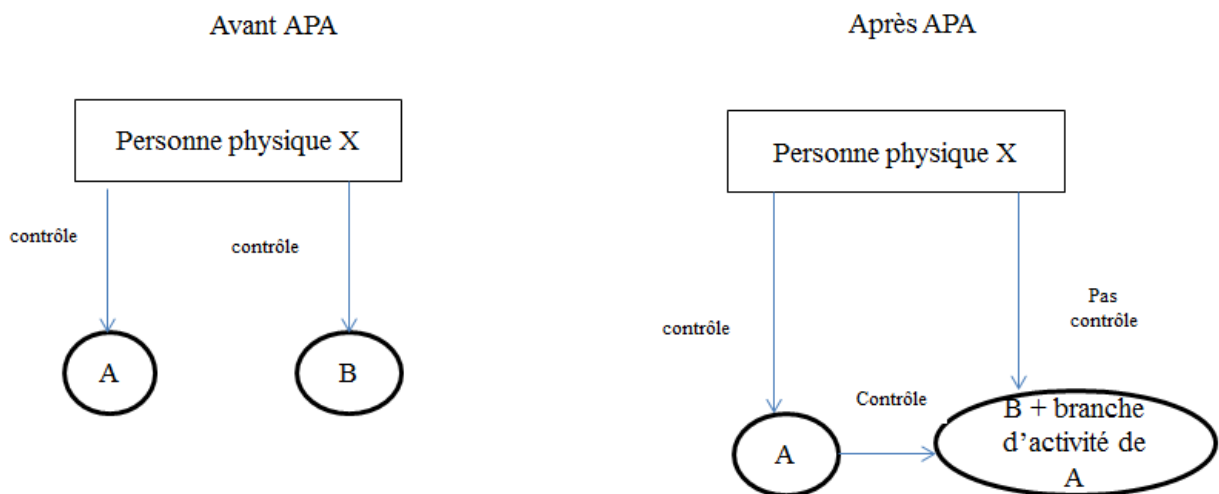 Avant APA
Personne physique X
contrôle
contrôle
A
B
Après APA
Personne physique X
contrôle
Pas
contrôle
Contrôle
A
B + branche
d'activité de
A